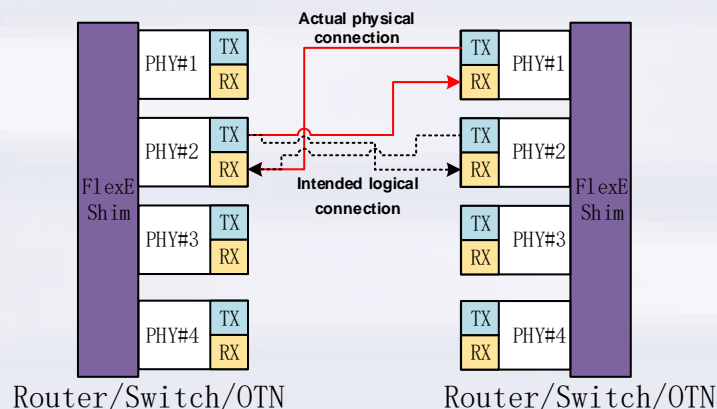 Actual physical
connection
PHY#1
TX
RX
TX
RX
PHY#1
PHY#2
TX
RX
TX
RX
PHY#2
FlexE
Shim
Intended logical
connection
FlexE
Shim
PHY#3
TX
RX
TX
RX
PHY#3
PHY#4
TX
RX
TX
RX
PHY#4
Router/Switch/OTN
Router/Switch/OTN